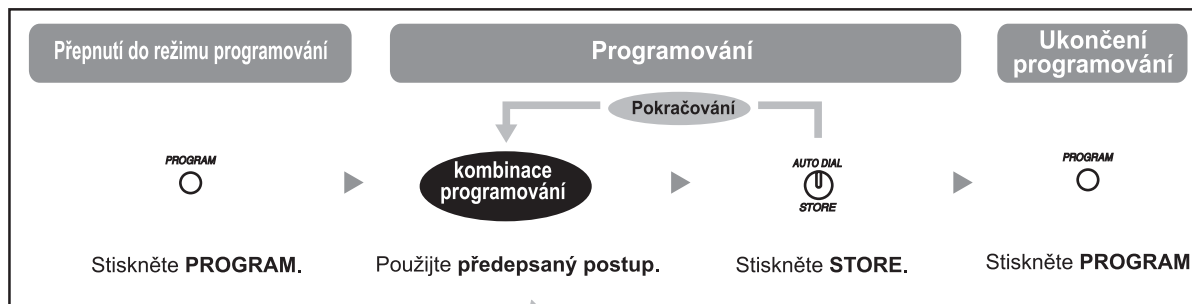 Přepnutí do režimu programování
Programování
Ukončení
programování
Pokračování
PROGRAM
kombinace
programování
AUTO DIAL
STORE
PROGRAM
Stiskněte PROGRAM.
Použijte předepsaný postup.
Stiskněte STORE.
Stiskněte PROGRAM